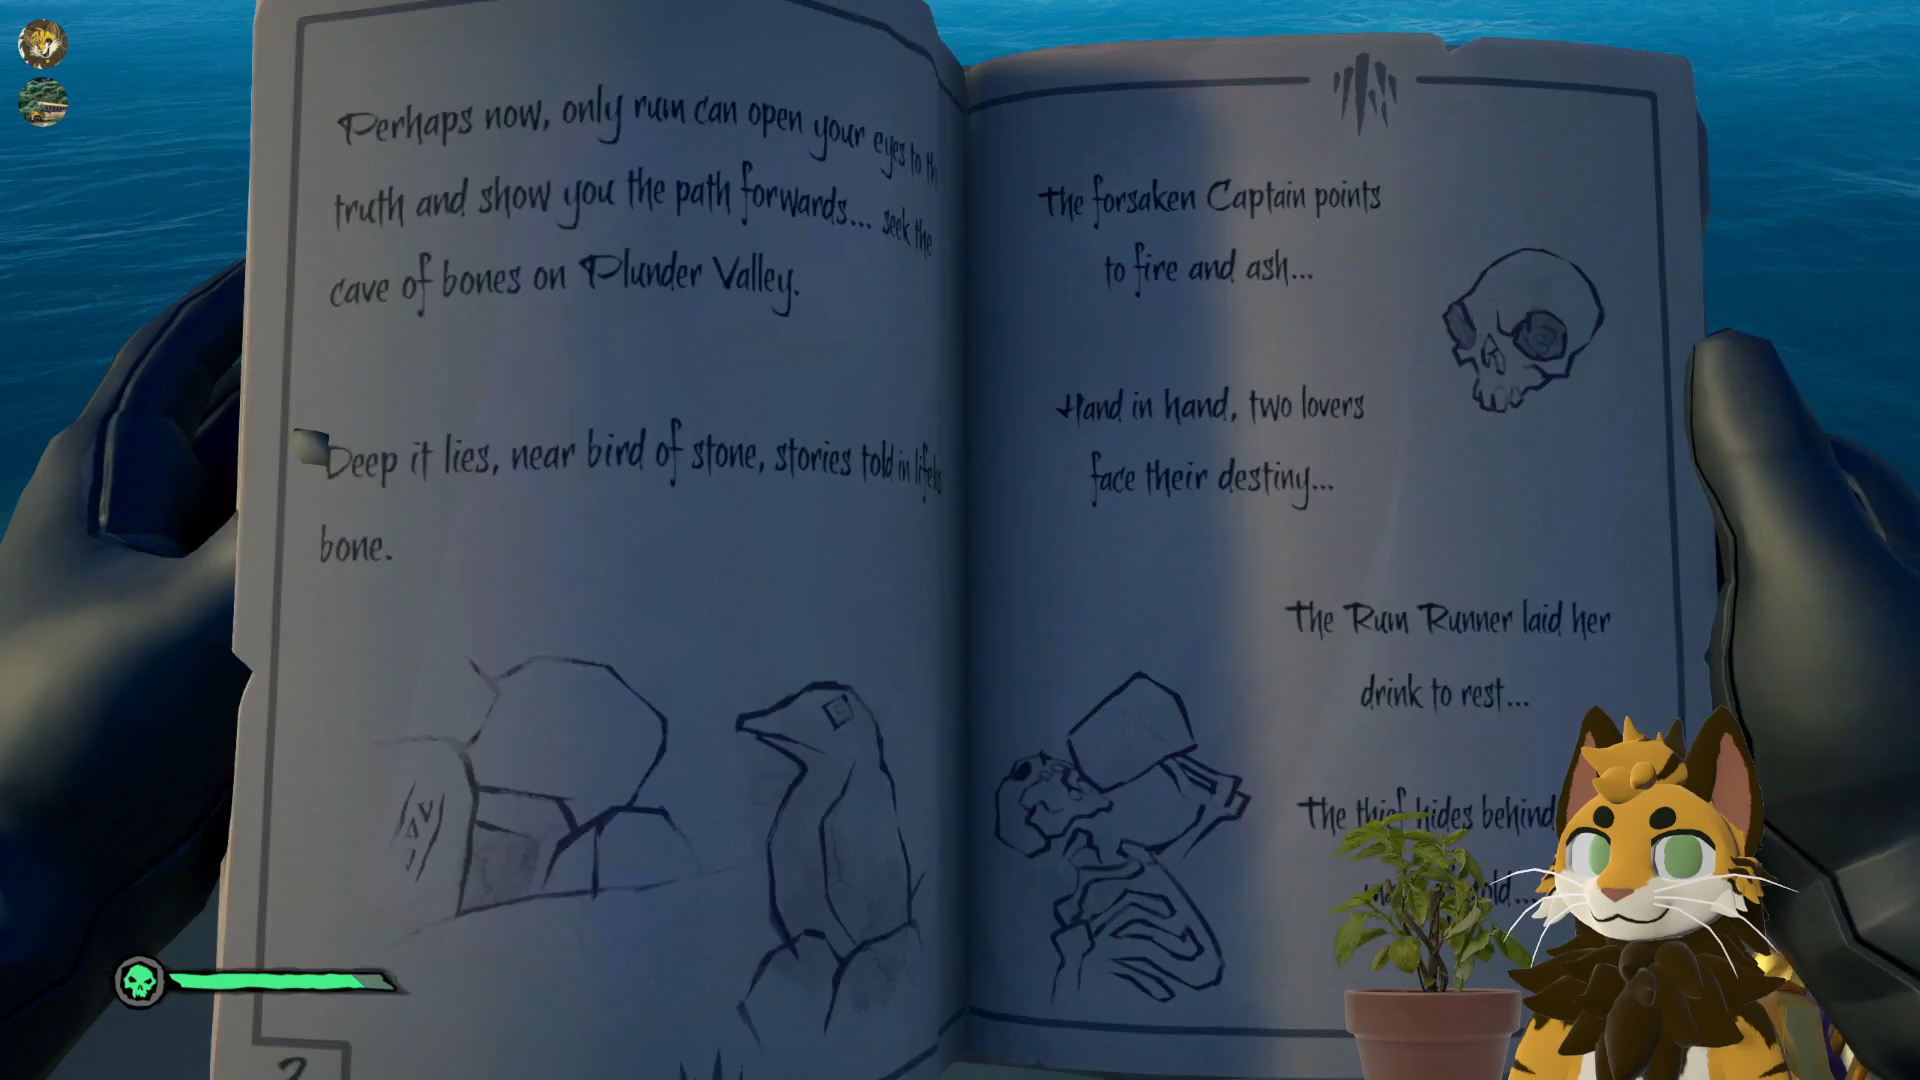 Perhaps now, only rum can open your eyes to
truth and show you the path forwards... seek the
cave of bones on Plunder Valley.
Deep it lies, near bird of stone, stories told in
bone.
2
The forsaken Captain points
to fire and ash...
Hand in hand, two lovers
face their destiny...
The Rum Runner laid her
drink to rest...
The thief hides behind